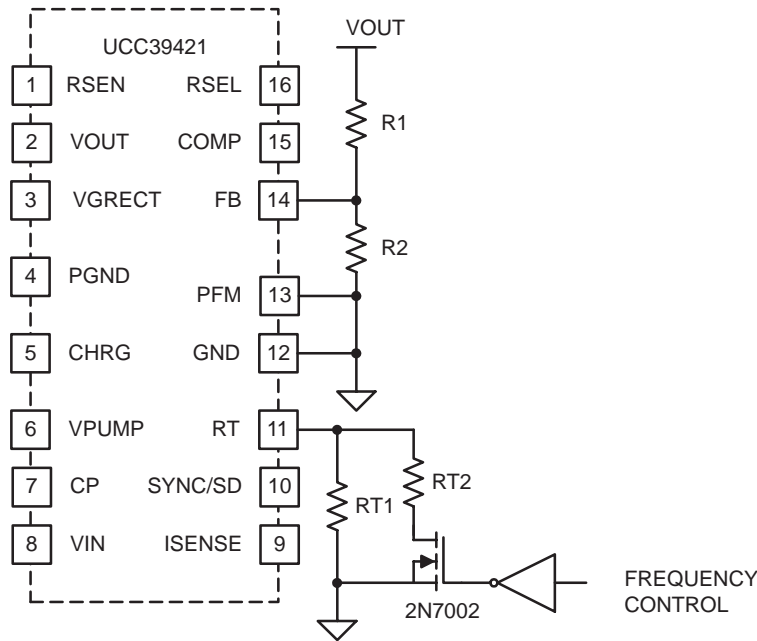 UCC39421
VOUT
1 RSEN RSEL 16
R1
2 VOUT COMP 15
3 VGRECT FB 14
R2
4 PGND
PFM 13
5 CHRG GND 12
6 VPUMP RT 11
RT2
7 CP SYNC/SD 10
RT1
8 VIN ISENSE 9
FREQUENCY
CONTROL
2N7002